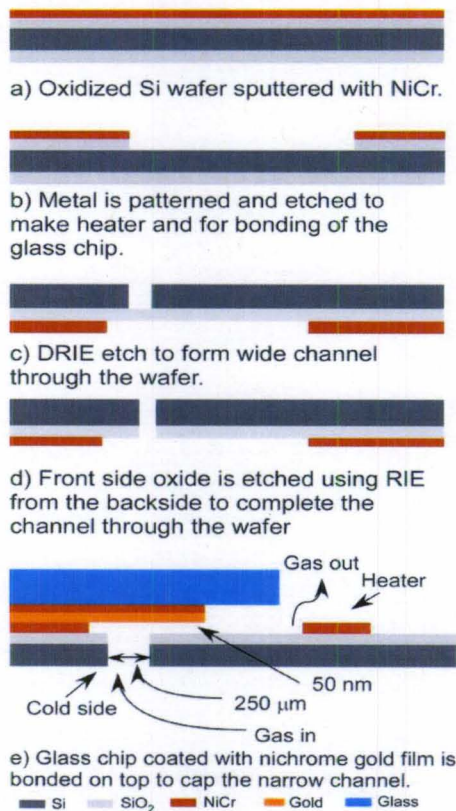 a) Oxidized Si wafer sputtered with NiCr.
b) Metal is patterned and etched to
make heater and for bonding of the
glass chip.
c) DRIE etch to form wide channel
through the wafer.
d) Front side oxide is etched using RIE
from the backside to complete the
channel through the wafer
Gas out
Heater
50 nm
Cold side
250 µm
Gas in
e) Glass chip coated with nichrome gold film is
bonded on top to cap the narrow channel.
Si SiO₂ NiCr Gold Glass